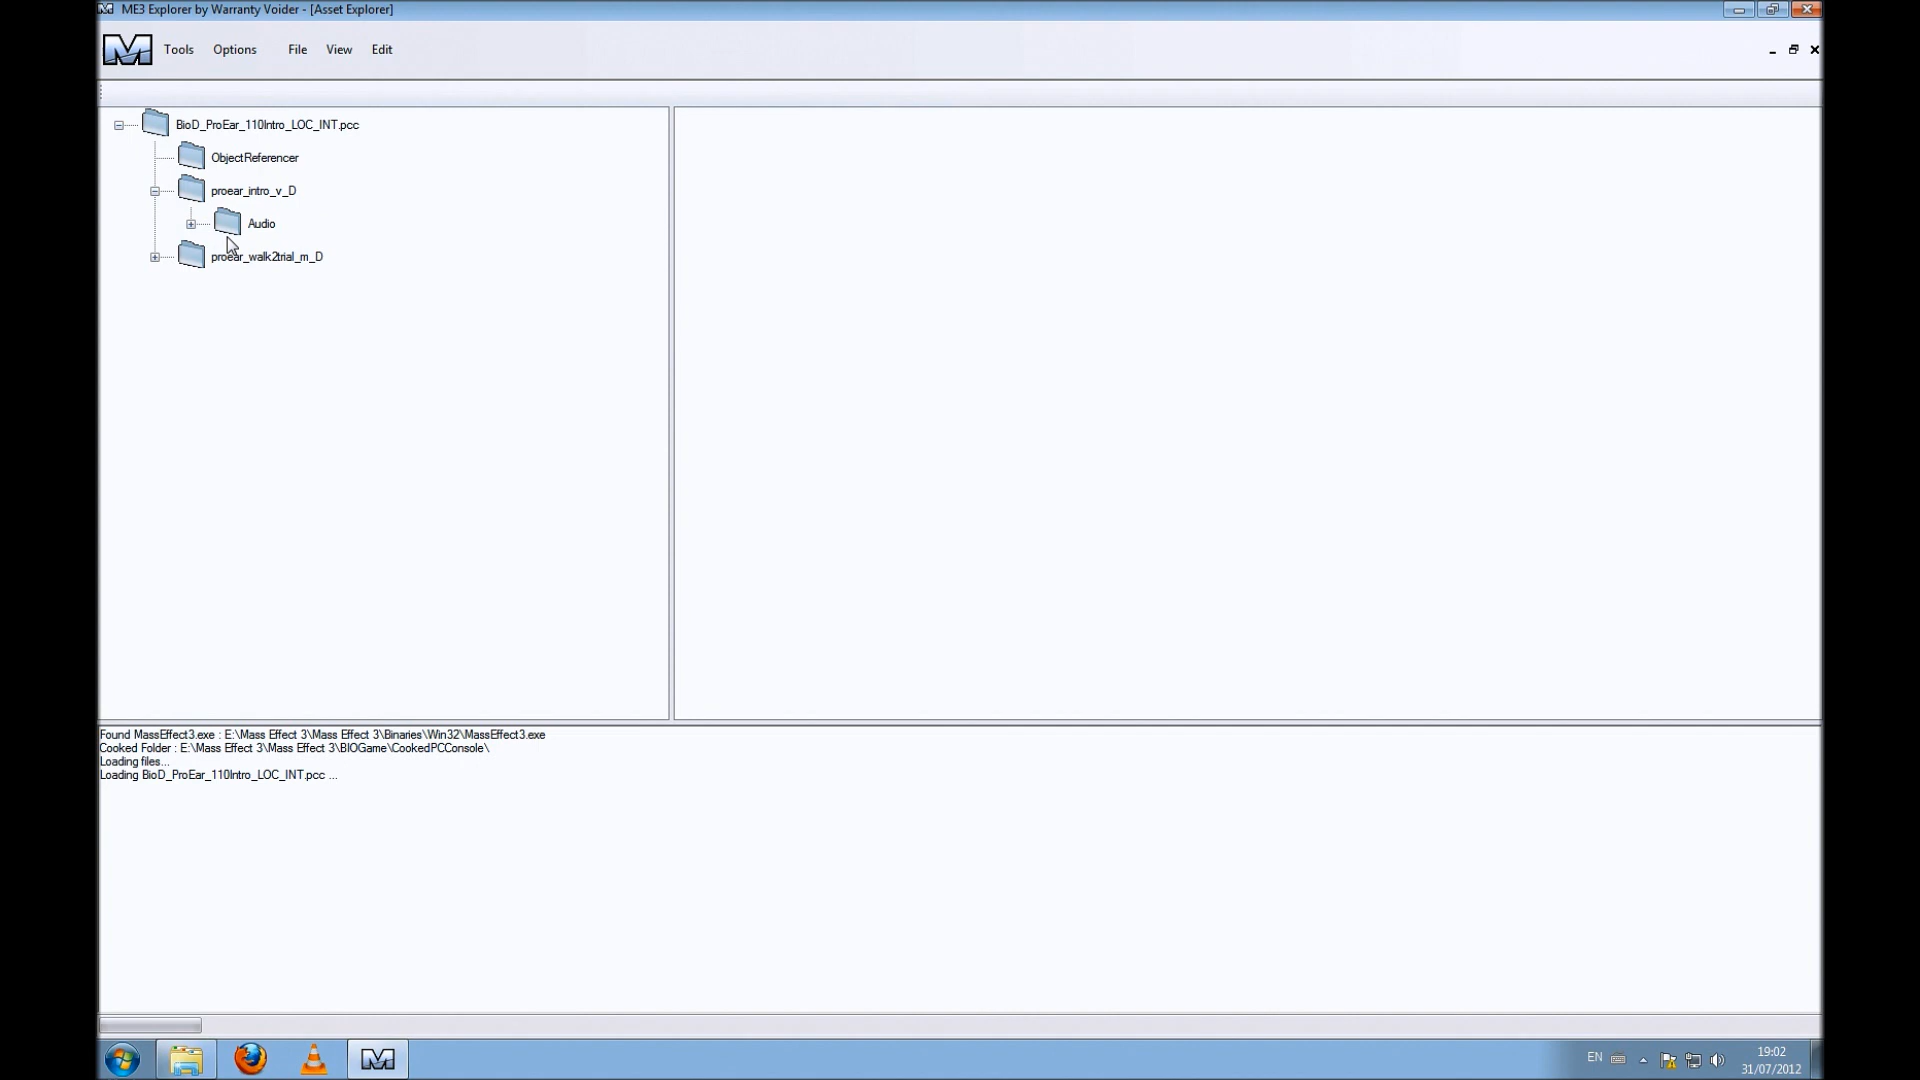 ME3 Explorer by Warranty Voider - [Asset Explorer]
Tools Options File View Edit
BioD_ProEar_110Intro_LOC_INT.pcc
ObjectReferencer
proear_intro_v_D
Audio
proear_walk2trial_m_D
Found MassEffect3.exe : E:\Mass Effect 3\Mass Effect 3\Binaries\Win32\MassEffect3.exe
Cooked Folder : E:\Mass Effect 3\Mass Effect 3\BIOGame\CookedPCConsole\
Loading files...
Loading BioD_ProEar_110Intro_LOC_INT.pcc ...
EN
19:02
31/07/2012